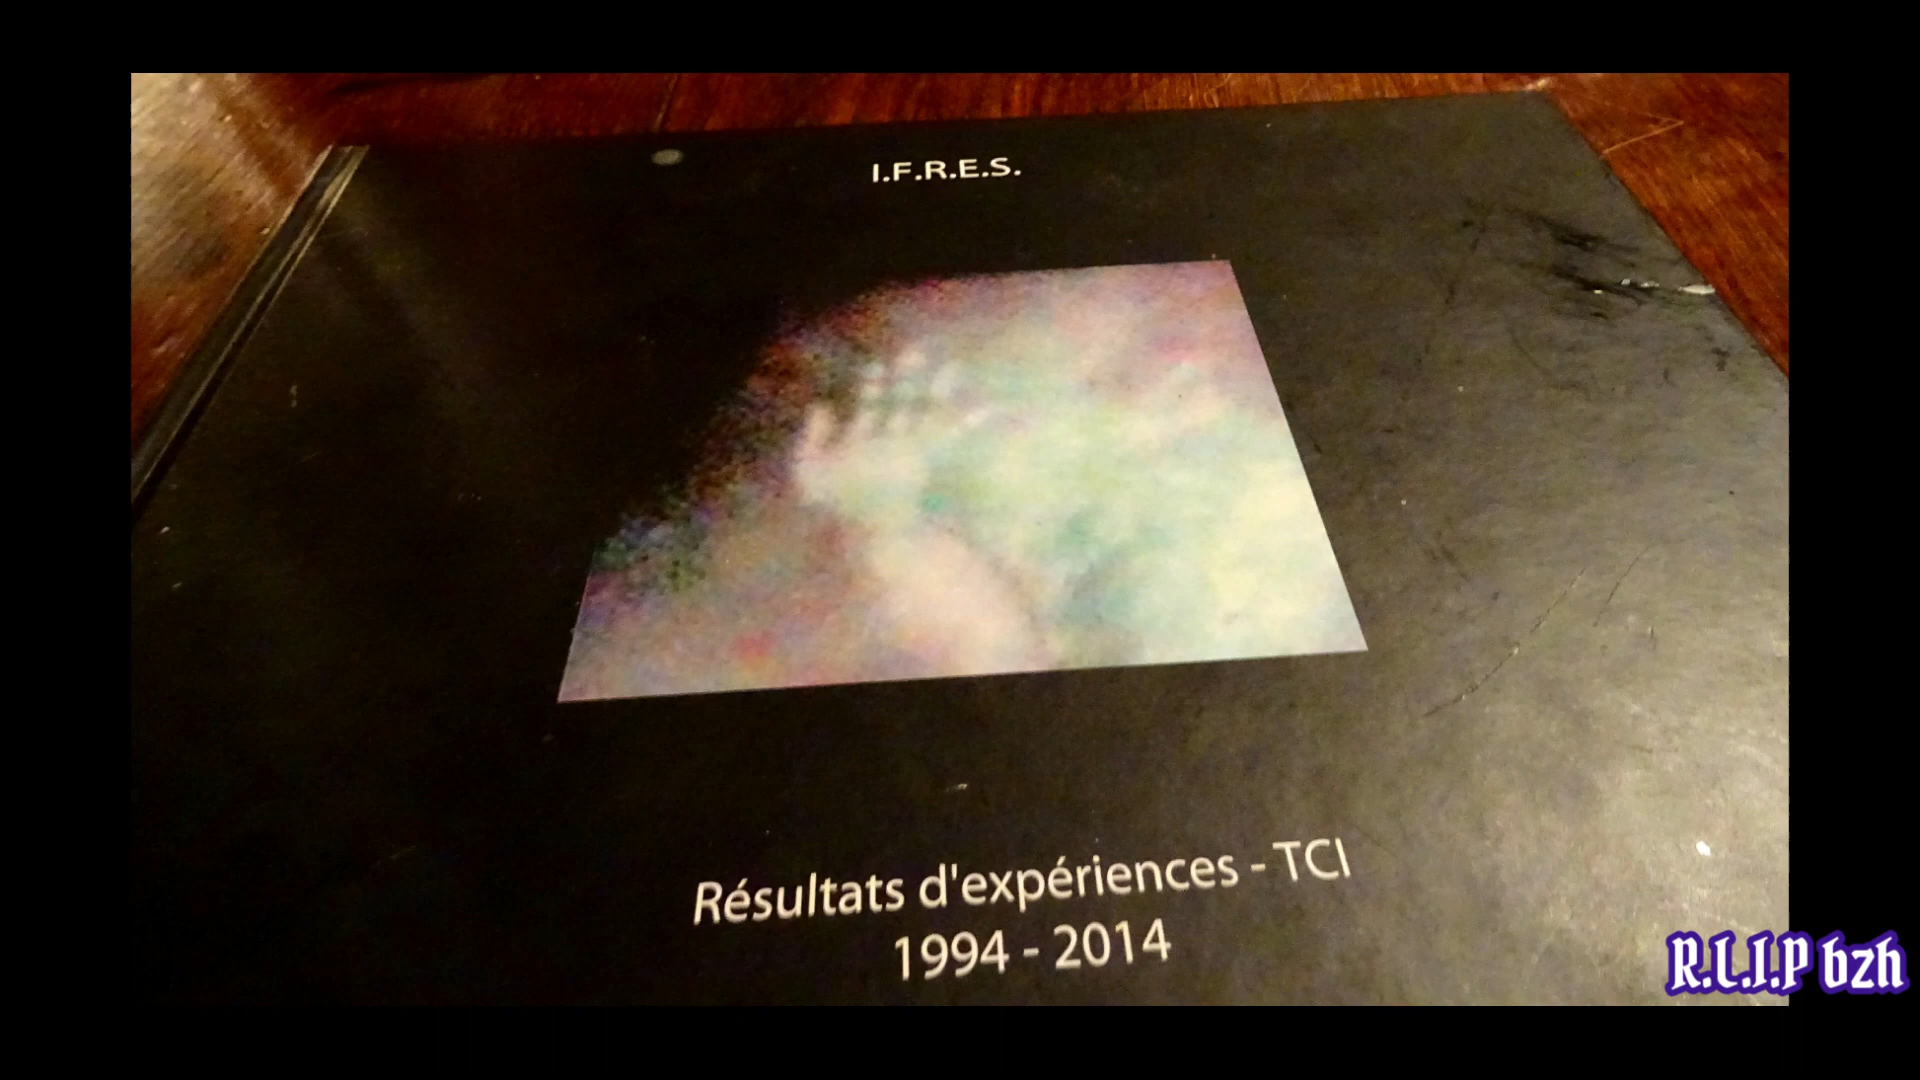 I.F.R.E.S.
Résultats d'expériences - TCI
1994 - 2014
R.L.I.P bzh